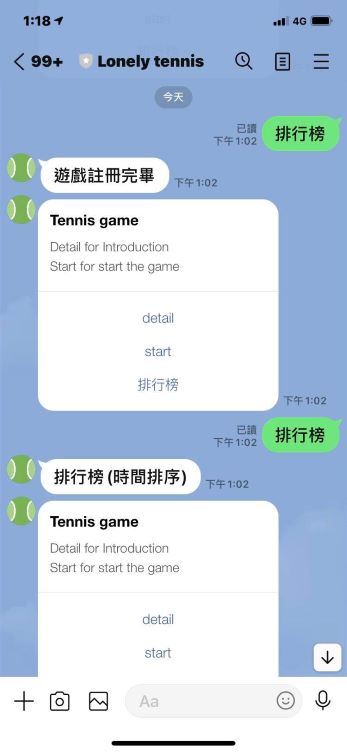 1:18
4G
99+
Lonely tennis
今天
已讀
下午 1:02
排行榜
遊戲註冊完畢
下午 1:02
Tennis game
Detail for Introduction
Start for start the game
detail
start
排行榜
下午 1:02
已讀
下午 1:02
排行榜
排行榜 (時間排序)
下午 1:02
Tennis game
Detail for Introduction
Start for start the game
detail
start
Aa